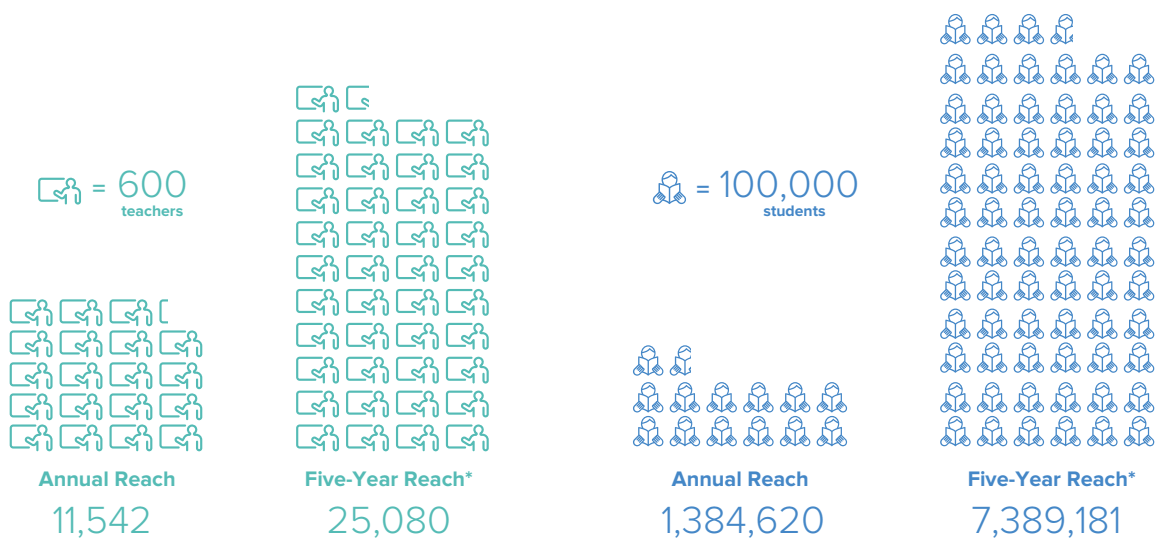 = 600
teachers
= 100,000
students
Annual Reach
11,542
Five-Year Reach*
25,080
Annual Reach
1,384,620
Five-Year Reach*
7,389,181